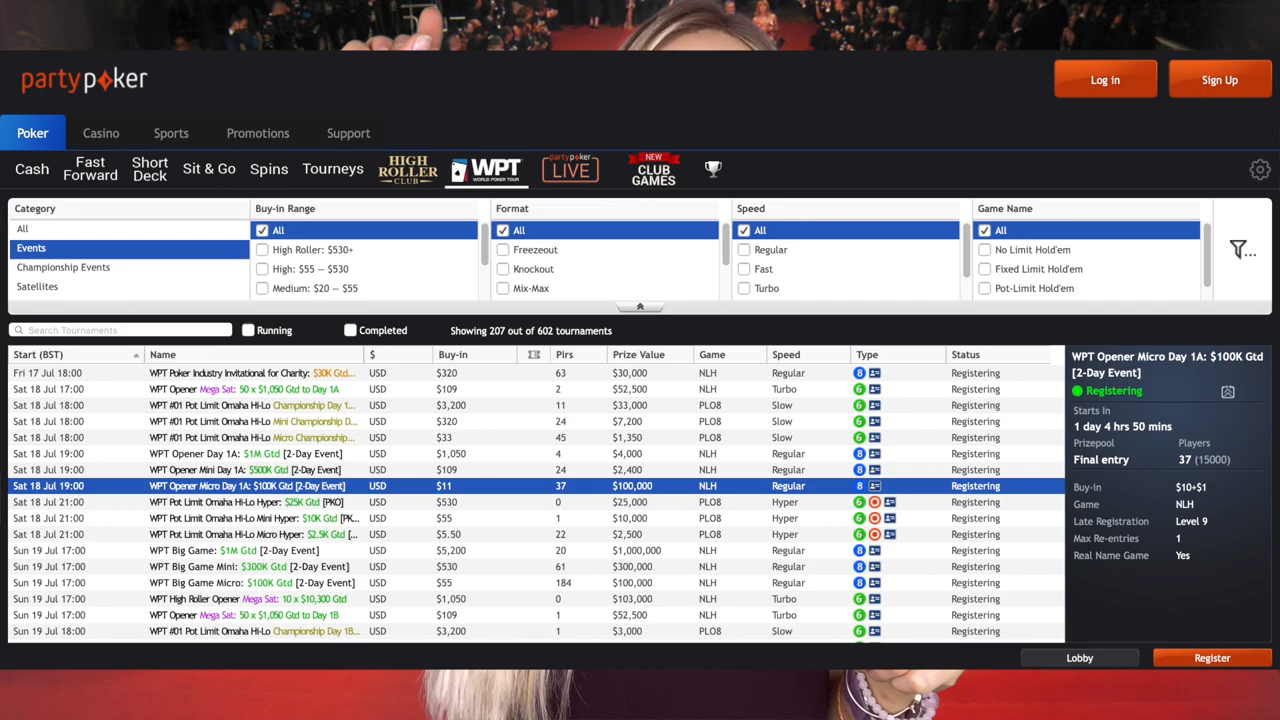 partypoker
Log in
Sign Up
Poker Casino Sports Promotions Support
Cash Fast Forward Short Deck Sit & Go Spins Tourneys HIGH ROLLER CLUB WPT WORLD POKER TOUR partypoker LIVE NEW CLUB GAMES
Category Buy-in Range Format Speed Game Name
All All All All All
Events High Roller: $530+ Freezeout Regular No Limit Hold'em
Championship Events High: $55 — $530 Knockout Fast Fixed Limit Hold'em
Satellites Medium: $20 — $55 Mix-Max Turbo Pot-Limit Hold'em
Search Tournaments Running Completed Showing 207 out of 602 tournaments
Start (BST) Name $ Buy-in Plrs Prize Value Game Speed Type Status
Fri 17 Jul 18:00 WPT Poker Industry Invitational for Charity: $30K Gtd... USD $320 63 $30,000 NLH Regular 8 Registering
Sat 18 Jul 17:00 WPT Opener Mega Sat: 50 x $1,050 Gtd to Day 1A USD $109 2 $52,500 NLH Turbo 6 Registering
Sat 18 Jul 18:00 WPT #01 Pot Limit Omaha Hi-Lo Championship Day 1... USD $3,200 11 $33,000 PLO8 Slow 6 Registering
Sat 18 Jul 18:00 WPT #01 Pot Limit Omaha Hi-Lo Mini Championship D... USD $320 24 $7,200 PLO8 Slow 6 Registering
Sat 18 Jul 18:00 WPT #01 Pot Limit Omaha Hi-Lo Micro Championship... USD $33 45 $1,350 PLO8 Slow 6 Registering
Sat 18 Jul 19:00 WPT Opener Day 1A: $1M Gtd [2-Day Event] USD $1,050 4 $4,000 NLH Regular 8 Registering
Sat 18 Jul 19:00 WPT Opener Mini Day 1A: $500K Gtd [2-Day Event] USD $109 24 $2,400 NLH Regular 8 Registering
Sat 18 Jul 19:00 WPT Opener Micro Day 1A: $100K Gtd [2-Day Event] USD $11 37 $100,000 NLH Regular 8 Registering
Sat 18 Jul 21:00 WPT Pot Limit Omaha Hi-Lo Hyper: $25K Gtd [PKO] USD $530 0 $25,000 PLO8 Hyper 6 Registering
Sat 18 Jul 21:00 WPT Pot Limit Omaha Hi-Lo Mini Hyper: $10K Gtd [PK... USD $55 1 $10,000 PLO8 Hyper 6 Registering
Sat 18 Jul 21:00 WPT Pot Limit Omaha Hi-Lo Micro Hyper: $2.5K Gtd [... USD $5.50 22 $2,500 PLO8 Hyper 6 Registering
Sun 19 Jul 17:00 WPT Big Game: $1M Gtd [2-Day Event] USD $5,200 20 $1,000,000 NLH Regular 8 Registering
Sun 19 Jul 17:00 WPT Big Game Mini: $300K Gtd [2-Day Event] USD $530 61 $300,000 NLH Regular 8 Registering
Sun 19 Jul 17:00 WPT Big Game Micro: $100K Gtd [2-Day Event] USD $55 184 $100,000 NLH Regular 8 Registering
Sun 19 Jul 17:00 WPT High Roller Opener Mega Sat: 10 x $10,300 Gtd USD $1,050 0 $103,000 NLH Turbo 6 Registering
Sun 19 Jul 17:00 WPT Opener Mega Sat: 50 x $1,050 Gtd to Day 1B USD $109 1 $52,500 NLH Turbo 6 Registering
Sun 19 Jul 18:00 WPT #01 Pot Limit Omaha Hi-Lo Championship Day 1B... USD $3,200 1 $3,000 PLO8 Slow 6 Registering
WPT Opener Micro Day 1A: $100K Gtd
[2-Day Event]
Registering
Starts In
1 day 4 hrs 50 mins
Prizepool Players
Final entry 37 (15000)
Buy-in $10+$1
Game NLH
Late Registration Level 9
Max Re-entries 1
Real Name Game Yes
Lobby Register